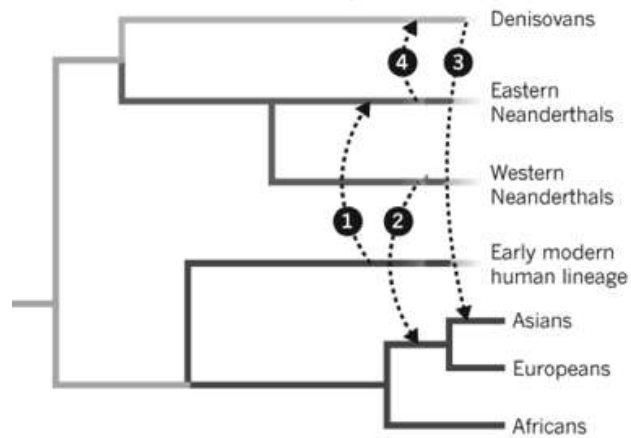 Denisovans
4
3
Eastern
Neanderthals
Western
Neanderthals
1
2
Early modern
human lineage
Asians
Europeans
Africans